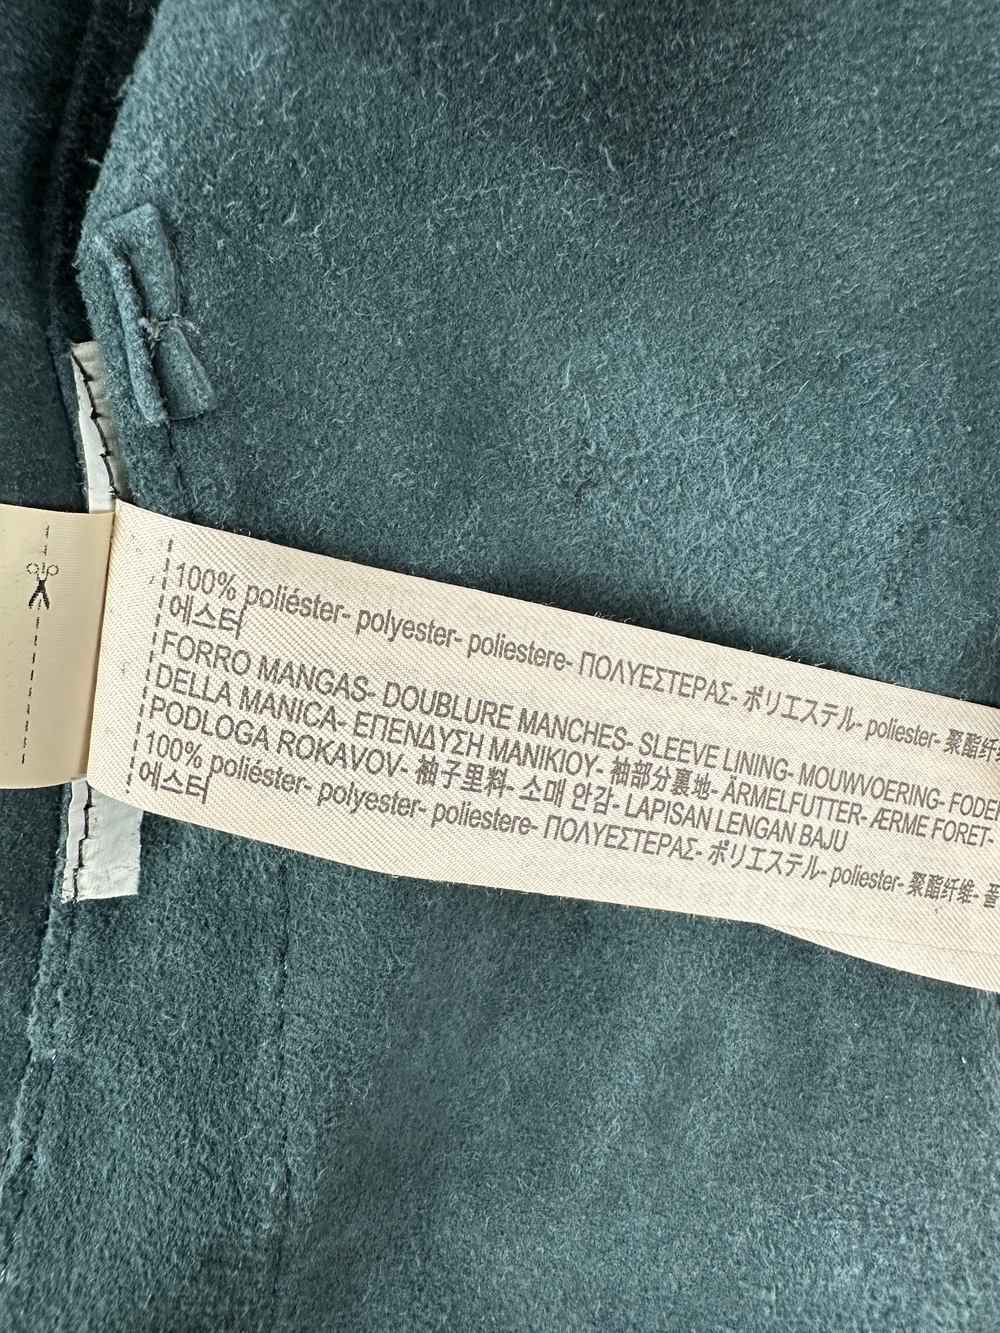 100% poliéster- polyester- poliestere- ΠΟΛΥΕΣΤΕΡΑΣ- ポリエステル- poliester- 聚酯纤
에스터
FORRO MANGAS- DOUBLURE MANCHES- SLEEVE LINING- MOUWVOERING- FODER
DELLA MANICA- ΕΠΕΝΔΥΣΗ ΜΑΝΙΚΙΟΥ- 袖部分裏地- ÄRMELFUTTER- ÆRME FORET-
PODLOGA ROKAVOV- 袖子里料- 소매 안감- LAPISAN LENGAN BAJU
100% poliéster- polyester- poliestere- ΠΟΛΥΕΣΤΕΡΑΣ- ポリエステル- poliester- 聚酯纤维- 폴
에스터